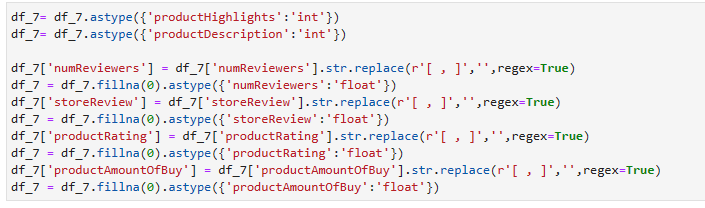 df_7= df_7.astype({'productHighlights':'int'})
df_7= df_7.astype({'productDescription':'int'})
df_7['numReviewers'] = df_7['numReviewers'].str.replace(r'[ , ]','',regex=True)
df_7 = df_7.fillna(0).astype({'numReviewers':'float'})
df_7['storeReview'] = df_7['storeReview'].str.replace(r'[ , ]','',regex=True)
df_7 = df_7.fillna(0).astype({'storeReview':'float'})
df_7['productRating'] = df_7['productRating'].str.replace(r'[ , ]','',regex=True)
df_7 = df_7.fillna(0).astype({'productRating':'float'})
df_7['productAmountOfBuy'] = df_7['productAmountOfBuy'].str.replace(r'[ , ]','',regex=True)
df_7 = df_7.fillna(0).astype({'productAmountOfBuy':'float'})